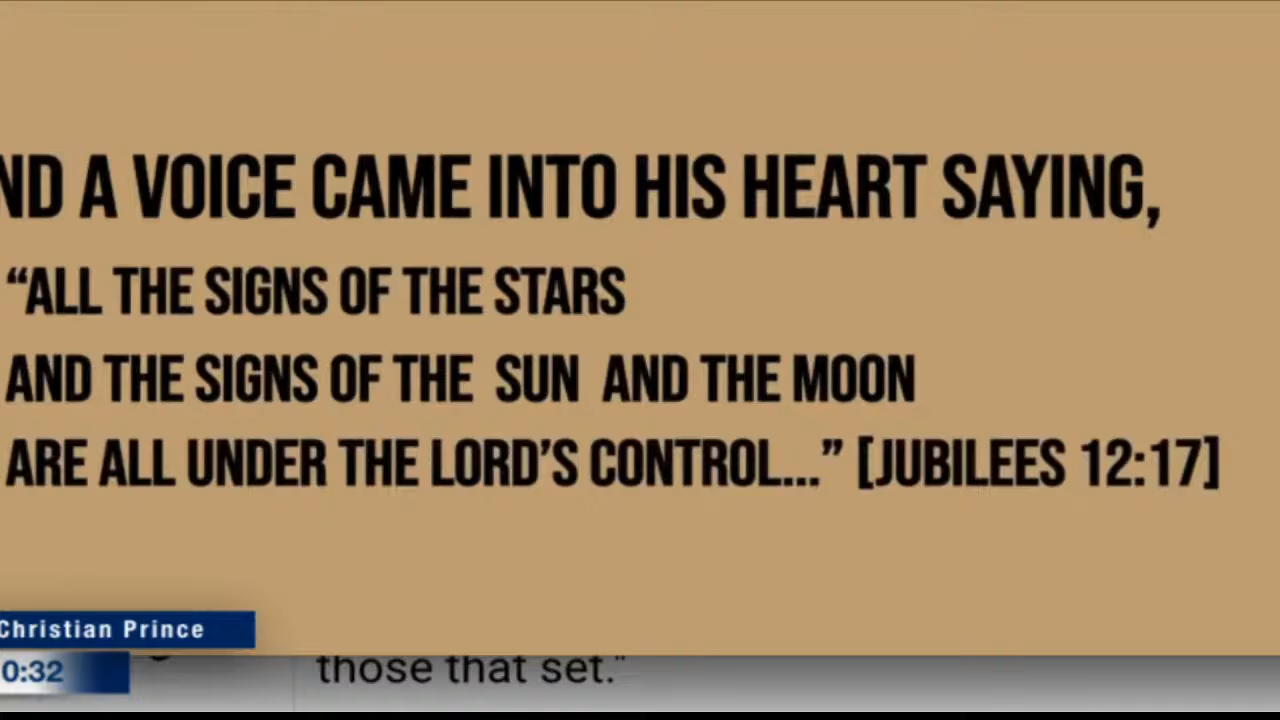 ND A VOICE CAME INTO HIS HEART SAYING,
“ALL THE SIGNS OF THE STARS
AND THE SIGNS OF THE SUN AND THE MOON
ARE ALL UNDER THE LORD’S CONTROL...” [JUBILEES 12:17]
Christian Prince
0:32
those that set."